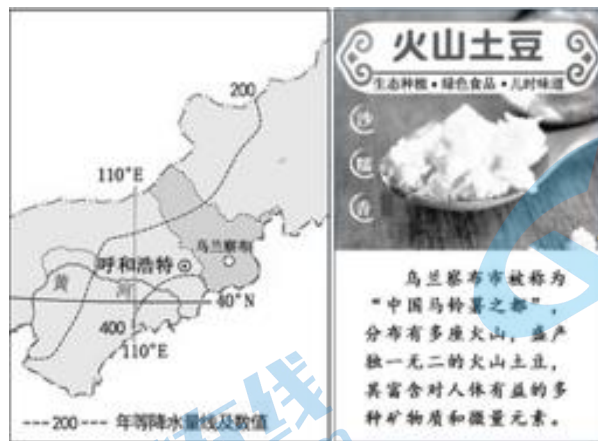 200
110°E
乌兰察布
呼和浩特
黄
河
40°N
400
110°E
---200--- 年等降水量线及数值
火山土豆
生态种植•绿色食品•儿时味道
沙
糯
香
乌兰察布市被称为
“中国马铃薯之都”，
分布有多座火山，盛产
独一无二的火山土豆，
其富含对人体有益的多
种矿物质和微量元素。
在线